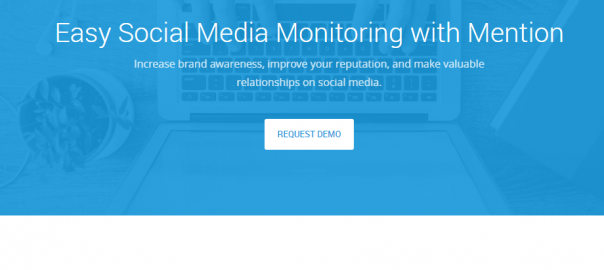 Easy Social Media Monitoring with Mention
Increase brand awareness, improve your reputation, and make valuable
relationships on social media.
REQUEST DEMO